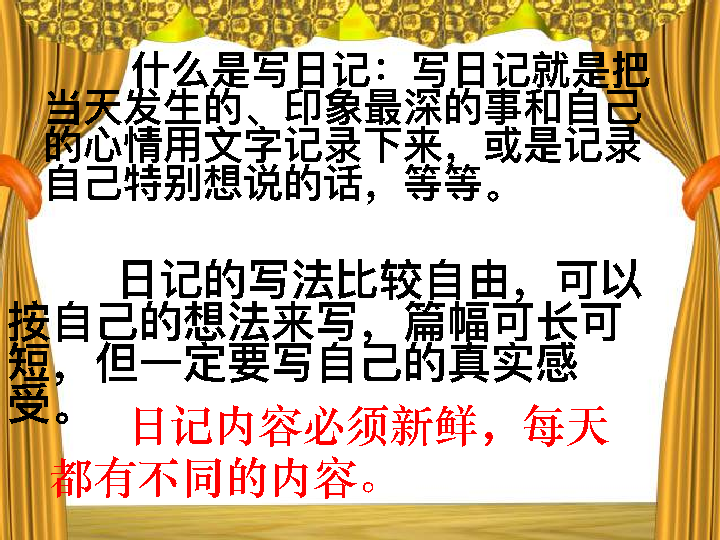 什么是写日记：写日记就是把
当天发生的、印象最深的事和自己
的心情用文字记录下来，或是记录
自己特别想说的话，等等。
日记的写法比较自由，可以
按自己的想法来写，篇幅可长可
短，但一定要写自己的真实感
受。
日记内容必须新鲜，每天
都有不同的内容。